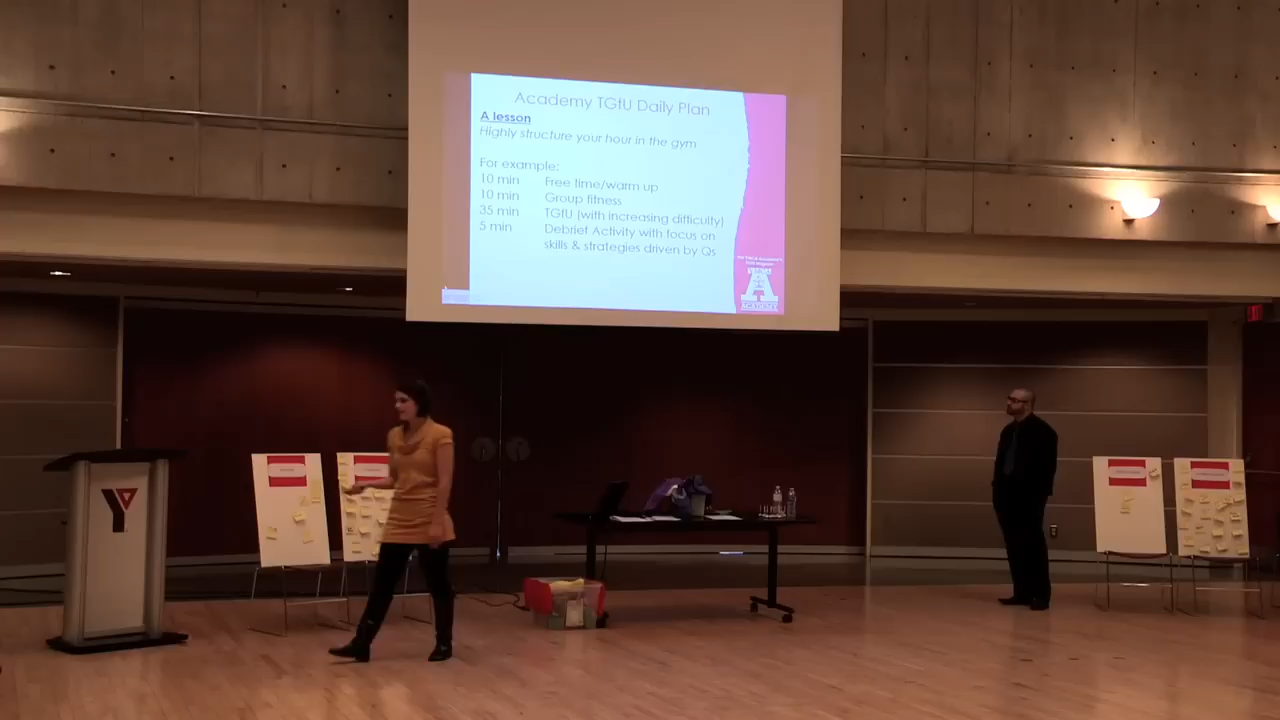 Academy TGfU Daily Plan
A lesson
Highly structure your hour in the gym
For example:
10 min Free time/warm up
10 min Group fitness
35 min TGfU (with increasing difficulty)
5 min Debrief Activity with focus on
skills & strategies driven by Qs
A
ACADEMY
Y